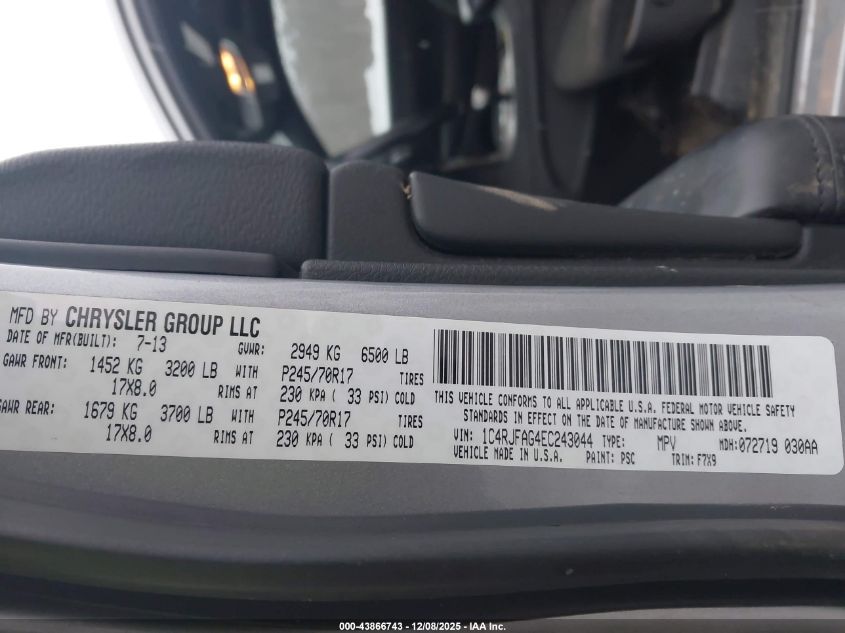 MFD BY CHRYSLER GROUP LLC
DATE OF MFR(BUILT): 7-13 GVWR: 2949 KG 6500 LB
GAWR FRONT: 1452 KG 3200 LB WITH P245/70R17 TIRES
17X8.0 RIMS AT 230 KPA ( 33 PSI) COLD
GAWR REAR: 1679 KG 3700 LB WITH P245/70R17 TIRES
17X8.0 RIMS AT 230 KPA ( 33 PSI) COLD
THIS VEHICLE CONFORMS TO ALL APPLICABLE U.S.A. FEDERAL MOTOR VEHICLE SAFETY
STANDARDS IN EFFECT ON THE DATE OF MANUFACTURE SHOWN ABOVE.
VIN: 1C4RJFAG4EC243044 TYPE: MPV MDH:072719 030AA
VEHICLE MADE IN U.S.A. PAINT: PSC TRIM: F7X9
000-43866743 - 12/08/2025 - IAA Inc.